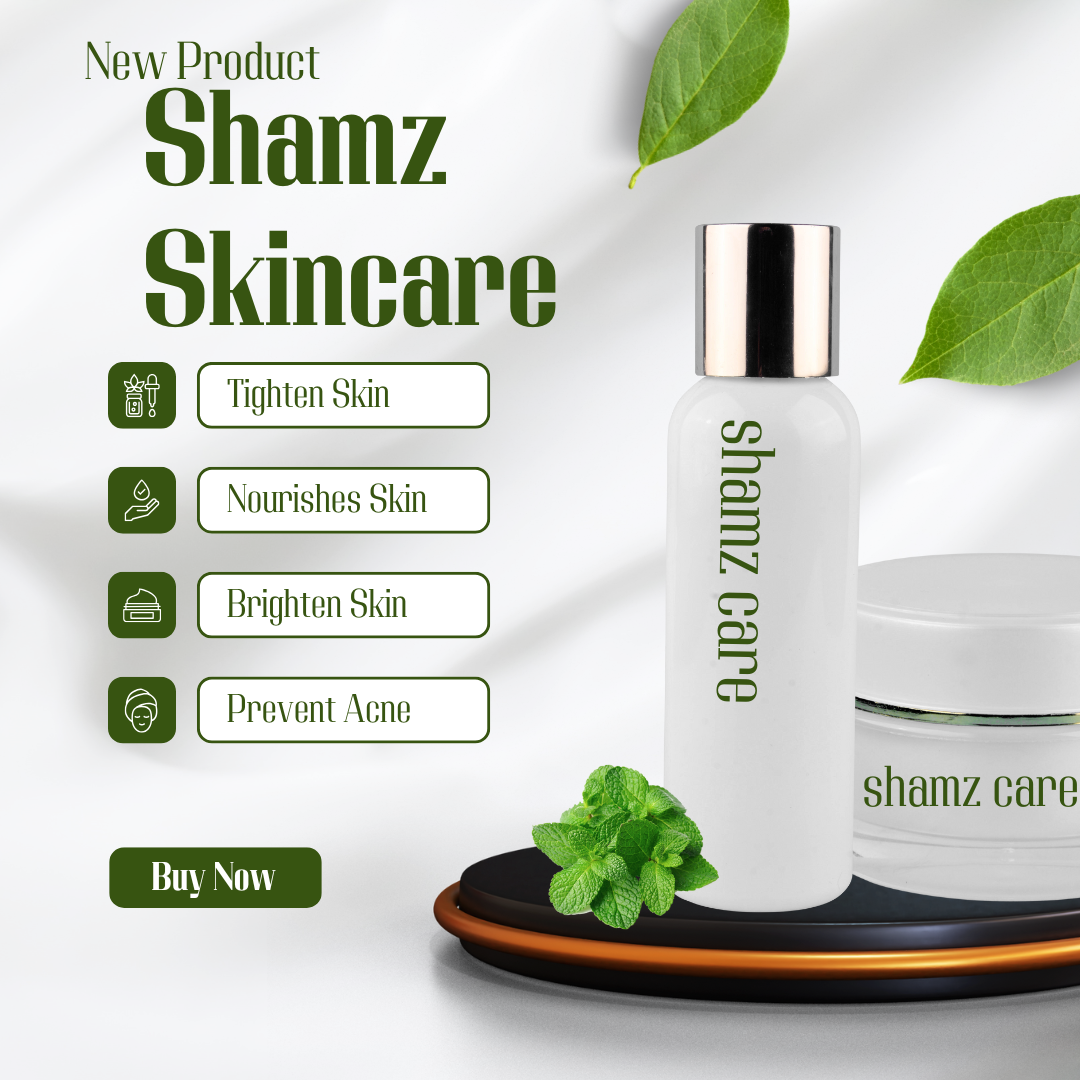 New Product
Shamz
Skincare
Tighten Skin
Nourishes Skin
Brighten Skin
Prevent Acne
Buy Now
shamz care
shamz care